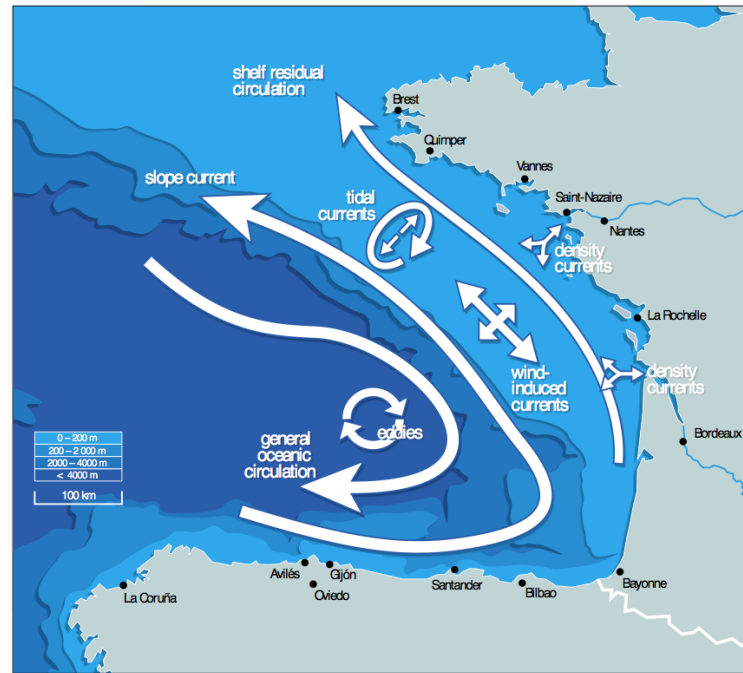 shelf residual
circulation
Brest
Quimper
slope current
Vannes
tidal
currents
Saint-Nazaire
Nantes
density
currents
La Rochelle
wind-
induced
currents
density
currents
eddies
general
oceanic
circulation
Bordeaux
0 – 200 m
200 – 2 000 m
2000 – 4000 m
< 4000 m
100 km
Avilés
Gijón
Oviedo
La Coruña
Santander
Bilbao
Bayonne